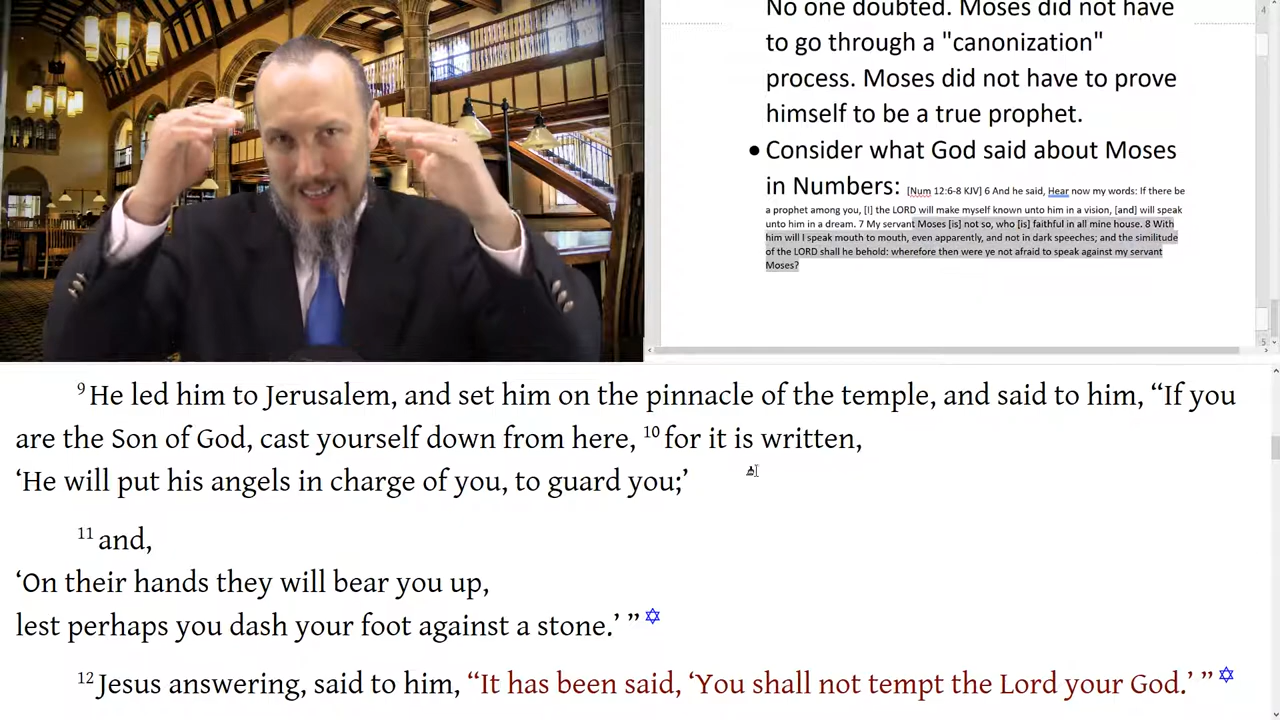 No one doubted. Moses did not have
to go through a "canonization"
process. Moses did not have to prove
himself to be a true prophet.
• Consider what God said about Moses
in Numbers: [Num 12:6-8 KJV] 6 And he said, Hear now my words: If there be
a prophet among you, [I] the LORD will make myself known unto him in a vision, [and] will speak
unto him in a dream. 7 My servant Moses [is] not so, who [is] faithful in all mine house. 8 With
him will I speak mouth to mouth, even apparently, and not in dark speeches; and the similitude
of the LORD shall he behold: wherefore then were ye not afraid to speak against my servant
Moses?
4
5
9 He led him to Jerusalem, and set him on the pinnacle of the temple, and said to him, “If you
are the Son of God, cast yourself down from here, 10 for it is written,
‘He will put his angels in charge of you, to guard you;’
11 and,
‘On their hands they will bear you up,
lest perhaps you dash your foot against a stone.’ ” ✡
12 Jesus answering, said to him, “It has been said, ‘You shall not tempt the Lord your God.’ ” ✡